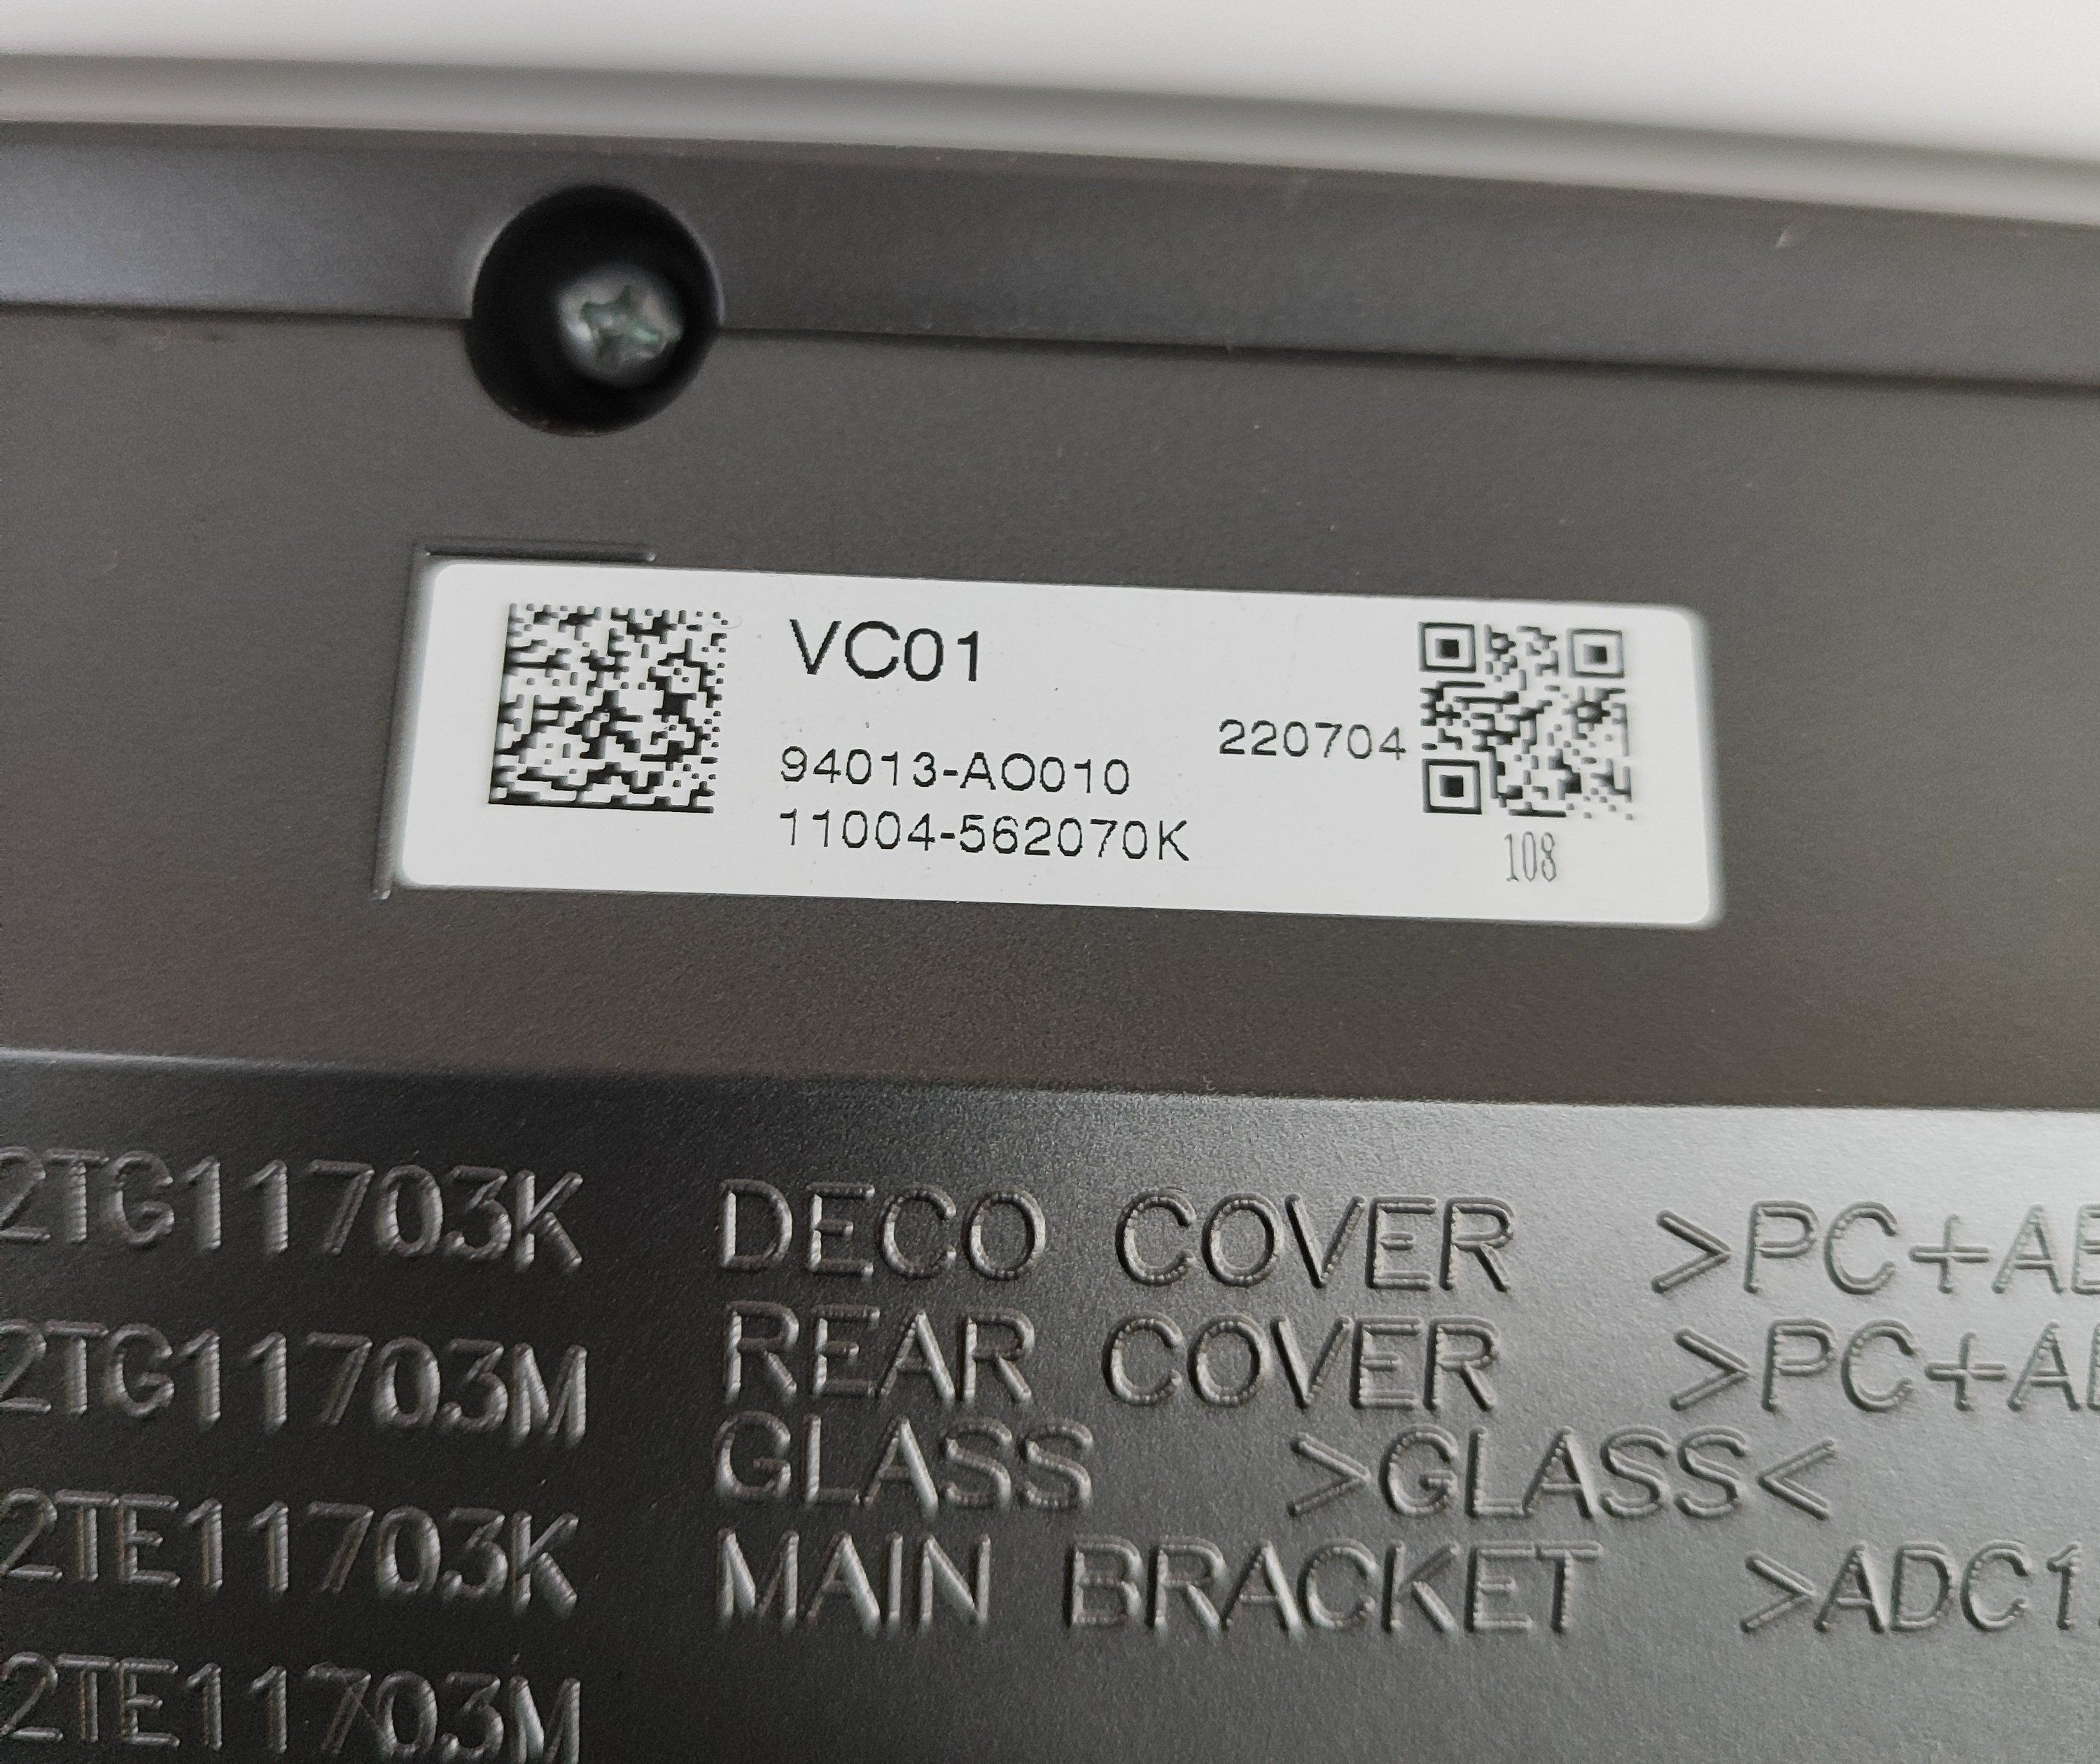 VC01
94013-AO010
220704
11004-562070K
108
2TG11703K DECO COVER >PC+AB
2TG11703M REAR COVER >PC+AB
GLASS >GLASS<
2TE11703K MAIN BRACKET >ADC1
2TE11703M